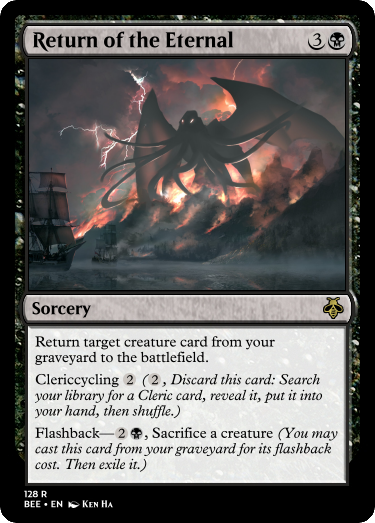 Return of the Eternal 3
Sorcery
Return target creature card from your
graveyard to the battlefield.
Clericcycling 2 (2, Discard this card: Search
your library for a Cleric card, reveal it, put it into
your hand, then shuffle.)
Flashback—2, Sacrifice a creature (You may
cast this card from your graveyard for its flashback
cost. Then exile it.)
128 R
BEE • EN Ken Ha